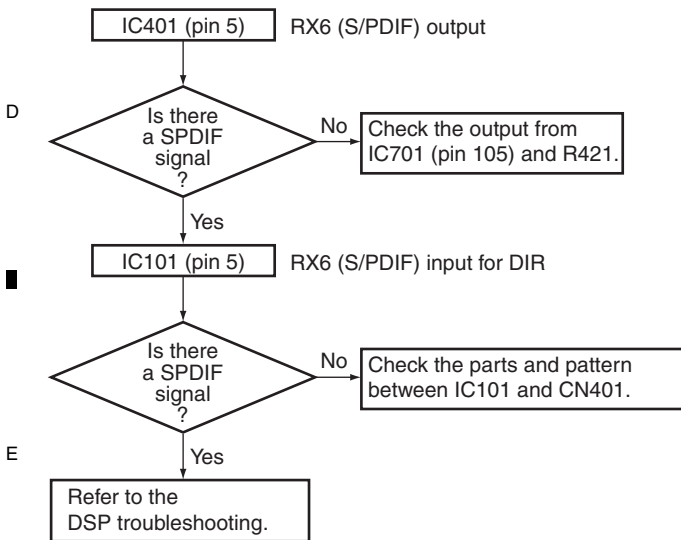 IC401 (pin 5) RX6 (S/PDIF) output
D
Is there
a SPDIF
signal
?
No
Check the output from
IC701 (pin 105) and R421.
Yes
IC101 (pin 5) RX6 (S/PDIF) input for DIR
Is there
a SPDIF
signal
?
No
Check the parts and pattern
between IC101 and CN401.
E
Yes
Refer to the
DSP troubleshooting.